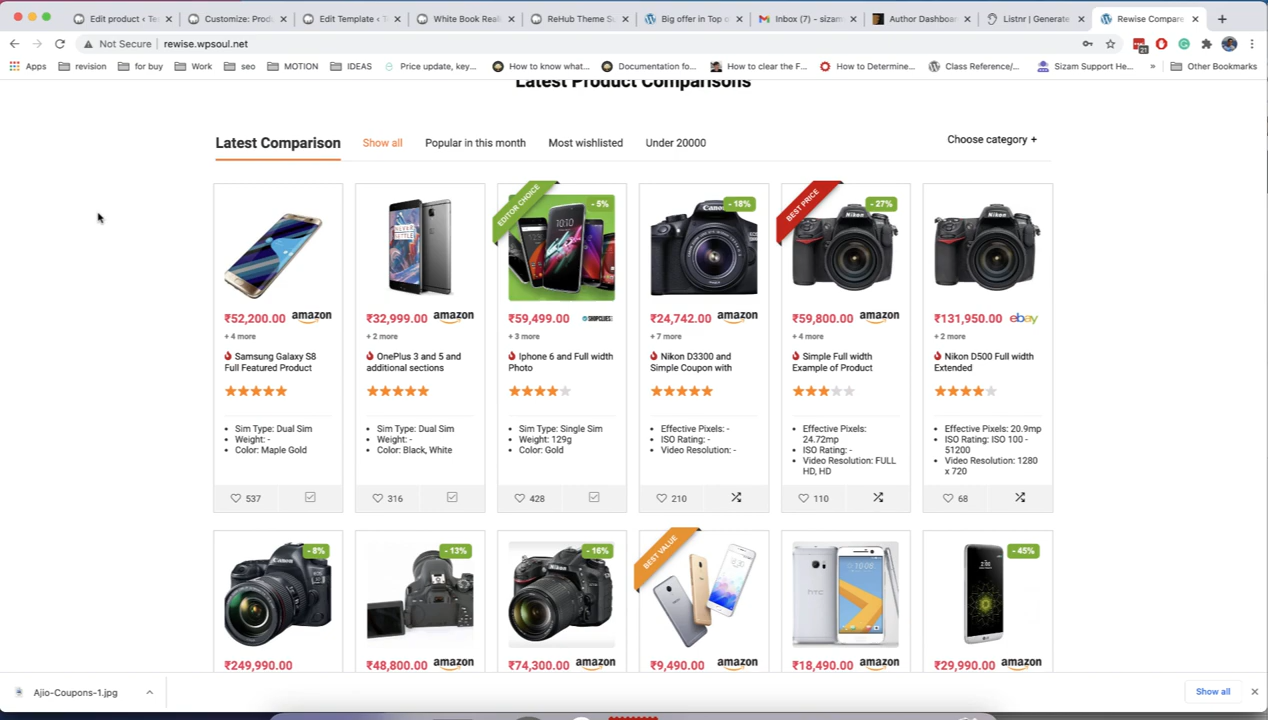 Edit product < Te
Customize: Prod
Edit Template < T
White Book Real
ReHub Theme Su
Big offer in Top o
Inbox (7) - sizam
Author Dashboar
Listnr | Generate
Rewise Compare
Not Secure
rewise.wpsoul.net
Apps
revision
for buy
Work
seo
MOTION
IDEAS
Price update, key...
How to know what...
Documentation fo...
How to clear the F...
How to Determine...
Class Reference/...
Sizam Support He...
»
Other Bookmarks
Latest Product Comparisons
Latest Comparison
Show all
Popular in this month
Most wishlisted
Under 20000
Choose category +
EDITOR CHOICE
- 5%
Canon
- 18%
BEST PRICE
- 27%
Nikon
Nikon
₹52,200.00 amazon
₹32,999.00 amazon
₹59,499.00 SHOPCLUES
₹24,742.00 amazon
₹59,800.00 amazon
₹131,950.00 ebay
+ 4 more
+ 2 more
+ 3 more
+ 7 more
+ 4 more
+ 2 more
Samsung Galaxy S8
Full Featured Product
OnePlus 3 and 5 and
additional sections
Iphone 6 and Full width
Photo
Nikon D3300 and
Simple Coupon with
Simple Full width
Example of Product
Nikon D500 Full width
Extended
Sim Type: Dual Sim
Weight: -
Color: Maple Gold
Sim Type: Dual Sim
Weight: -
Color: Black, White
Sim Type: Single Sim
Weight: 129g
Color: Gold
Effective Pixels: -
ISO Rating: -
Video Resolution: -
Effective Pixels:
24.72mp
ISO Rating: -
Video Resolution: FULL
HD, HD
Effective Pixels: 20.9mp
ISO Rating: ISO 100 -
51200
Video Resolution: 1280
x 720
537
316
428
210
110
68
- 8%
- 13%
- 16%
BEST VALUE
- 45%
Canon
Nikon
hTC
₹249,990.00
₹48,800.00 amazon
₹74,300.00 amazon
₹9,490.00 amazon
₹18,490.00 amazon
₹29,990.00 amazon
Ajio-Coupons-1.jpg
Show all